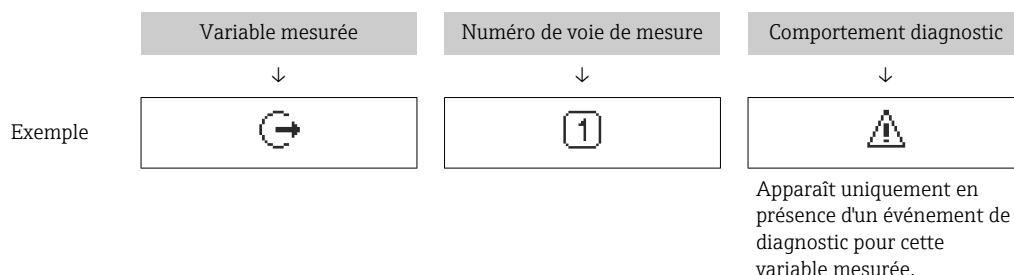 Variable mesurée Numéro de voie de mesure Comportement diagnostic
↓ ↓ ↓
Exemple 1
Apparaît uniquement en
présence d'un événement de
diagnostic pour cette
variable mesurée.